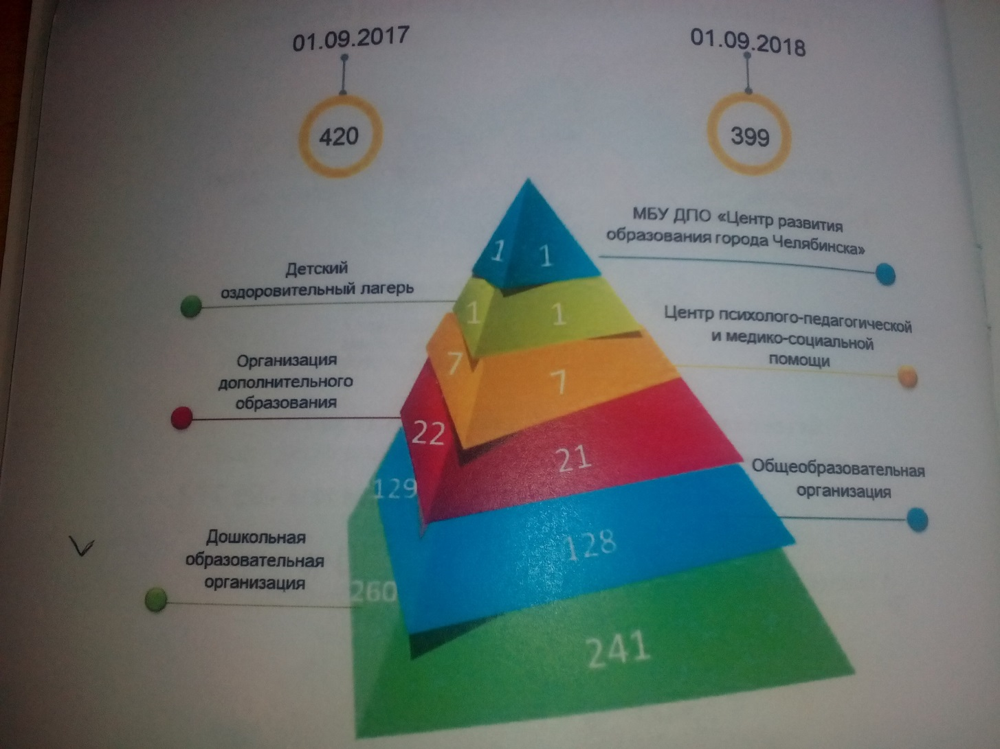 01.09.2017
01.09.2018
420
399
МБУ ДПО «Центр развития
образования города Челябинска»
1
1
Детский
оздоровительный лагерь
1
1
Центр психолого-педагогической
и медико-социальной
помощи
7
7
Организация
дополнительного
образования
22
21
Общеобразовательная
организация
129
128
Дошкольная
образовательная
организация
260
241